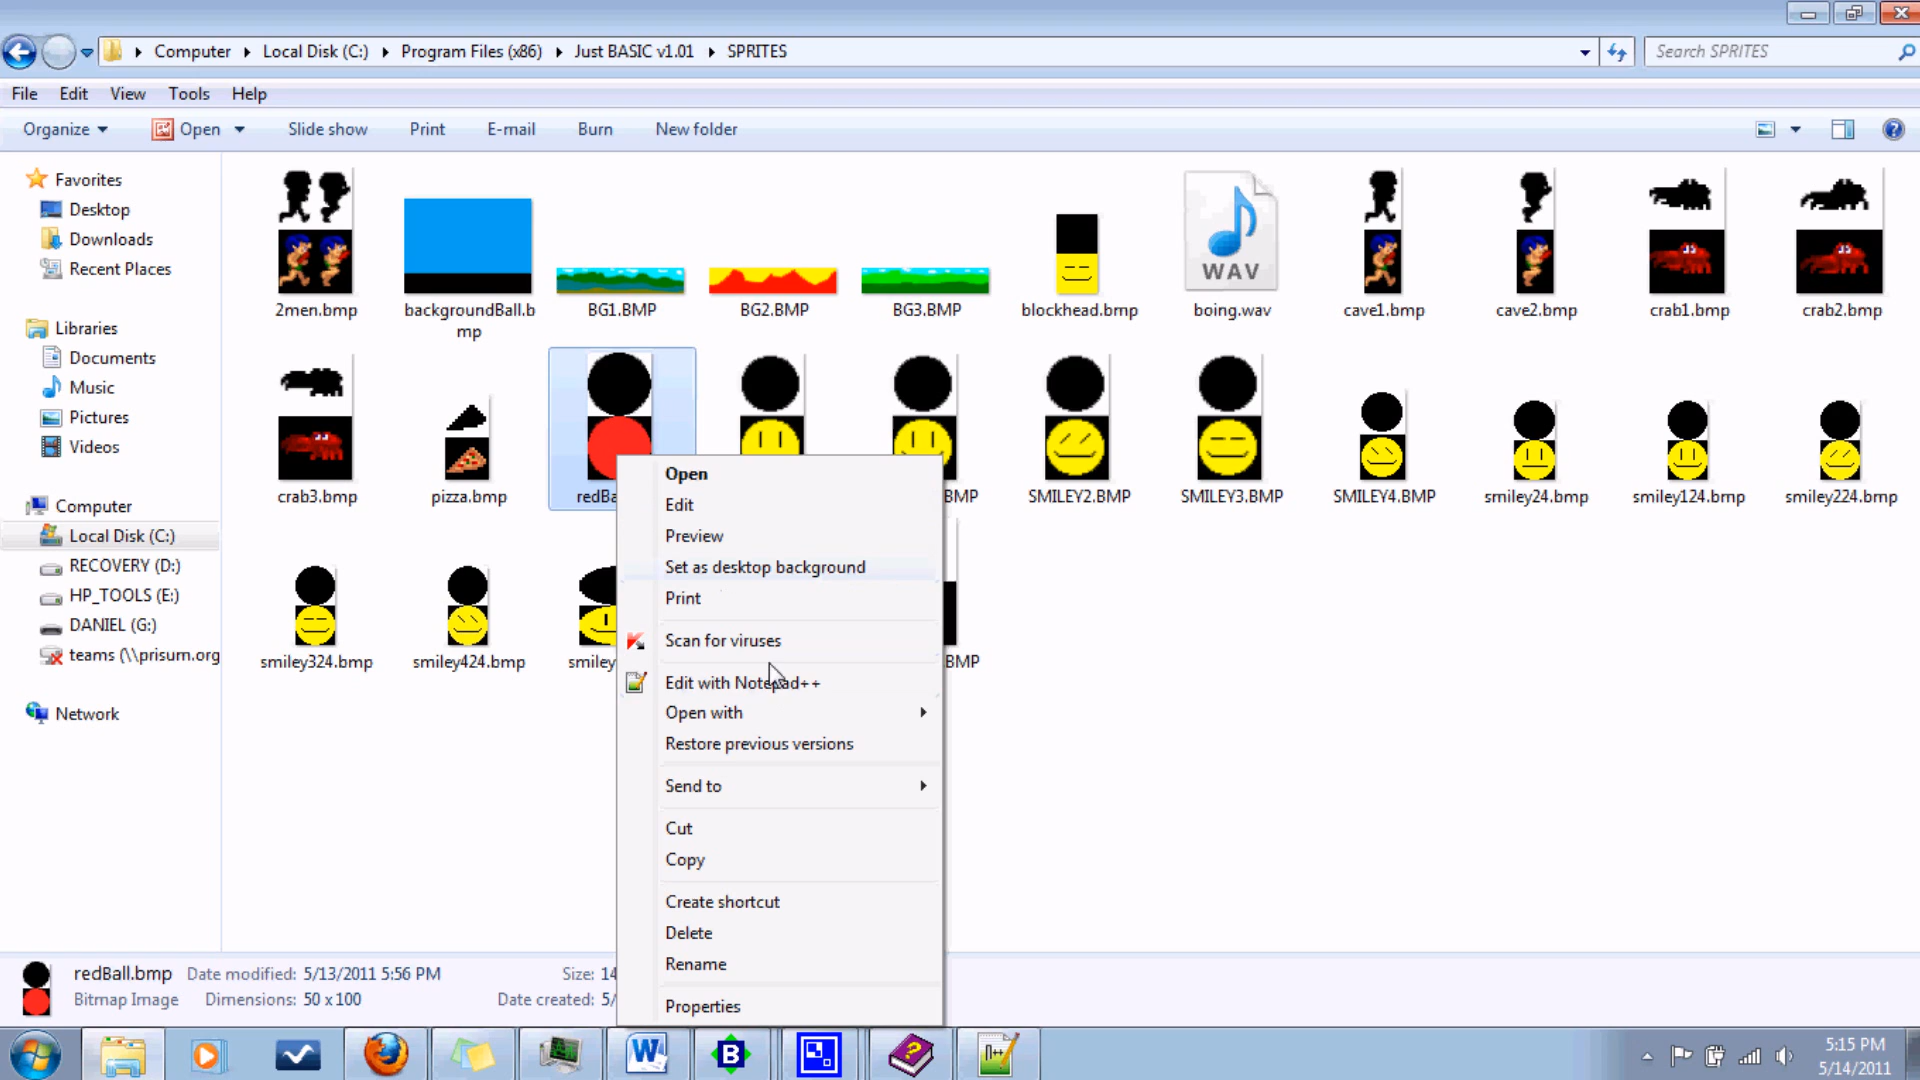 Computer Local Disk (C:) Program Files (x86) Just BASIC v1.01 SPRITES
Search SPRITES
File Edit View Tools Help
Organize Open Slide show Print E-mail Burn New folder
Favorites
Desktop
Downloads
Recent Places
Libraries
Documents
Music
Pictures
Videos
Computer
Local Disk (C:)
RECOVERY (D:)
HP_TOOLS (E:)
DANIEL (G:)
teams (\\prisum.org
Network
WAV
2men.bmp backgroundBall.b BG1.BMP BG2.BMP BG3.BMP blockhead.bmp boing.wav cave1.bmp cave2.bmp crab1.bmp crab2.bmp
mp
crab3.bmp pizza.bmp redBa BMP SMILEY2.BMP SMILEY3.BMP SMILEY4.BMP smiley24.bmp smiley124.bmp smiley224.bmp
smiley324.bmp smiley424.bmp smiley BMP
Open
Edit
Preview
Set as desktop background
Print
Scan for viruses
Edit with Notepad++
Open with
Restore previous versions
Send to
Cut
Copy
Create shortcut
Delete
Rename
Properties
redBall.bmp Date modified: 5/13/2011 5:56 PM Size: 14
Bitmap Image Dimensions: 50 x 100 Date created: 5/
W
B
?
n++
5:15 PM
5/14/2011